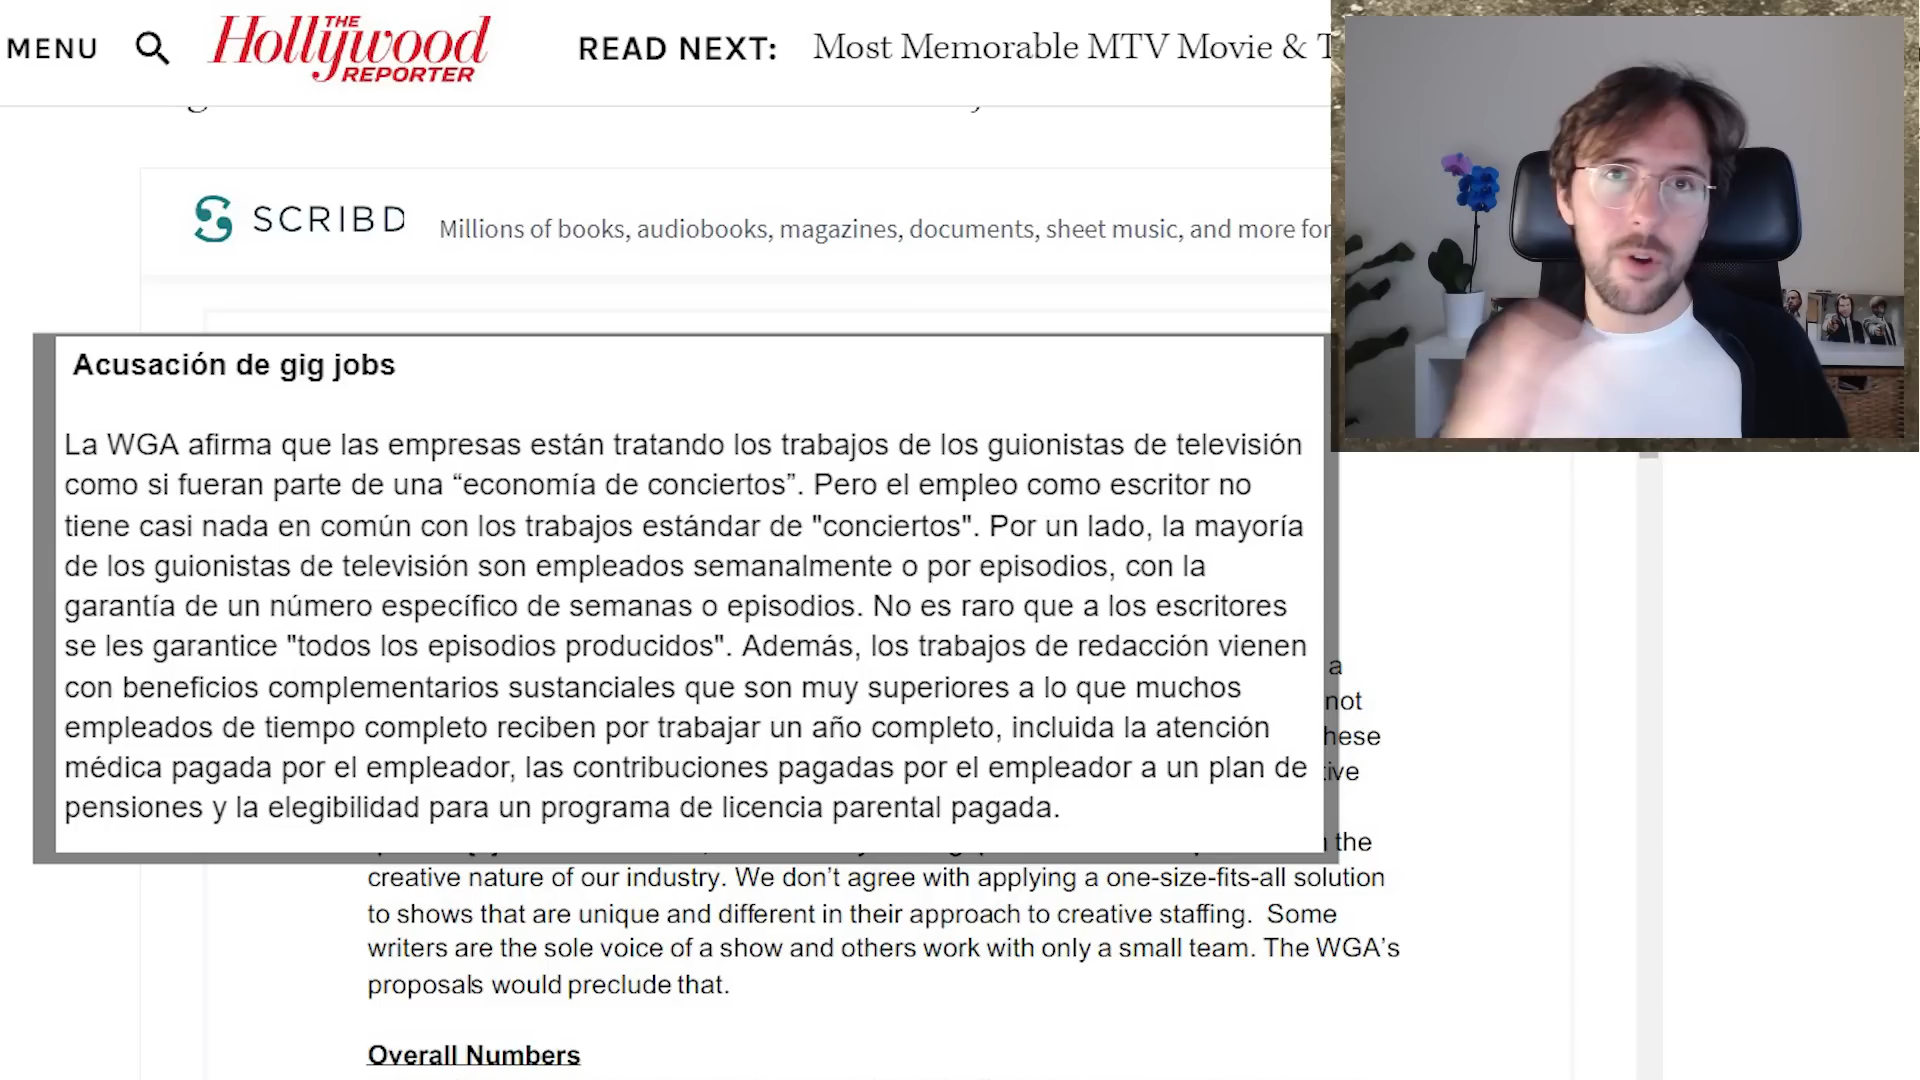 MENU
THE
Hollywood
REPORTER
READ NEXT:
Most Memorable MTV Movie & T
SCRIBD
Millions of books, audiobooks, magazines, documents, sheet music, and more for
Acusación de gig jobs
La WGA afirma que las empresas están tratando los trabajos de los guionistas de televisión
como si fueran parte de una “economía de conciertos”. Pero el empleo como escritor no
tiene casi nada en común con los trabajos estándar de "conciertos". Por un lado, la mayoría
de los guionistas de televisión son empleados semanalmente o por episodios, con la
garantía de un número específico de semanas o episodios. No es raro que a los escritores
se les garantice "todos los episodios producidos". Además, los trabajos de redacción vienen
con beneficios complementarios sustanciales que son muy superiores a lo que muchos
empleados de tiempo completo reciben por trabajar un año completo, incluida la atención
médica pagada por el empleador, las contribuciones pagadas por el empleador a un plan de
pensiones y la elegibilidad para un programa de licencia parental pagada.
a
not
the
creative nature of our industry. We don’t agree with applying a one-size-fits-all solution
to shows that are unique and different in their approach to creative staffing. Some
writers are the sole voice of a show and others work with only a small team. The WGA’s
proposals would preclude that.
Overall Numbers